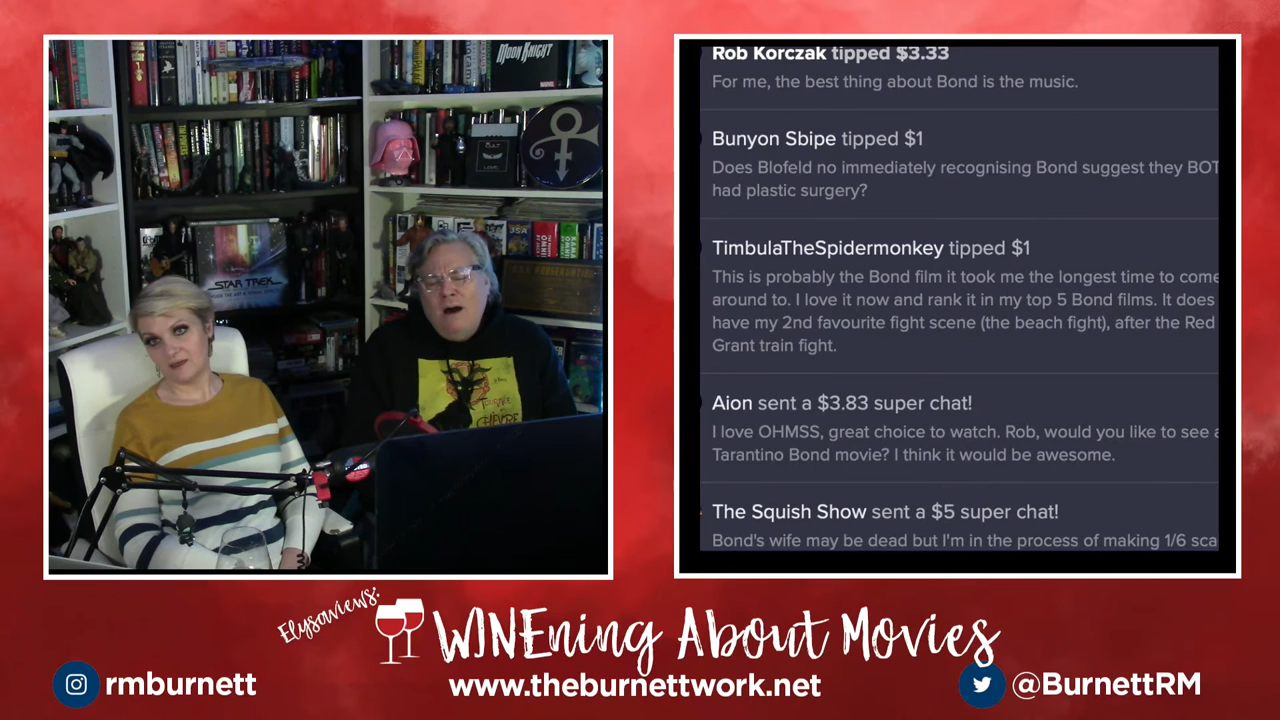 MOON KNIGHT
MARVEL
CULT
STAR TREK
JSA
OMNI
Rob Korczak tipped $3.33
For me, the best thing about Bond is the music.
Bunyon Sbipe tipped $1
Does Blofeld no immediately recognising Bond suggest they BOT
had plastic surgery?
TimbulaTheSpidermonkey tipped $1
This is probably the Bond film it took me the longest time to come
around to. I love it now and rank it in my top 5 Bond films. It does
have my 2nd favourite fight scene (the beach fight), after the Red
Grant train fight.
Aion sent a $3.83 super chat!
I love OHMSS, great choice to watch. Rob, would you like to see a
Tarantino Bond movie? I think it would be awesome.
The Squish Show sent a $5 super chat!
Bond's wife may be dead but I'm in the process of making 1/6 sca
Elysaviews:
WINEning About Movies
rmburnett
www.theburnettwork.net
@BurnettRM